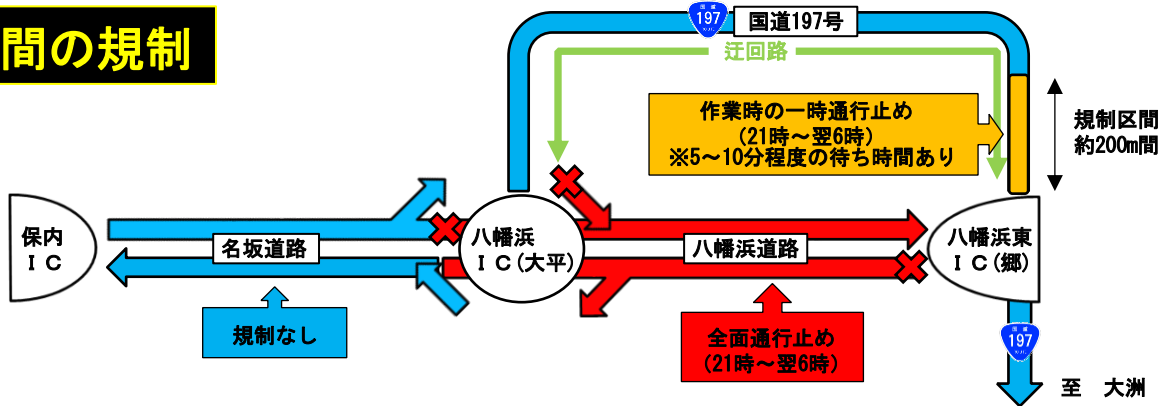 間の規制
197
国道197号
迂回路
作業時の一時通行止め
(21時～翌6時)
※5～10分程度の待ち時間あり
規制区間
約200m間
保内
ＩＣ
名坂道路
八幡浜
ＩＣ(大平)
八幡浜道路
八幡浜東
ＩＣ(郷)
規制なし
全面通行止め
(21時～翌6時)
197
至　大洲